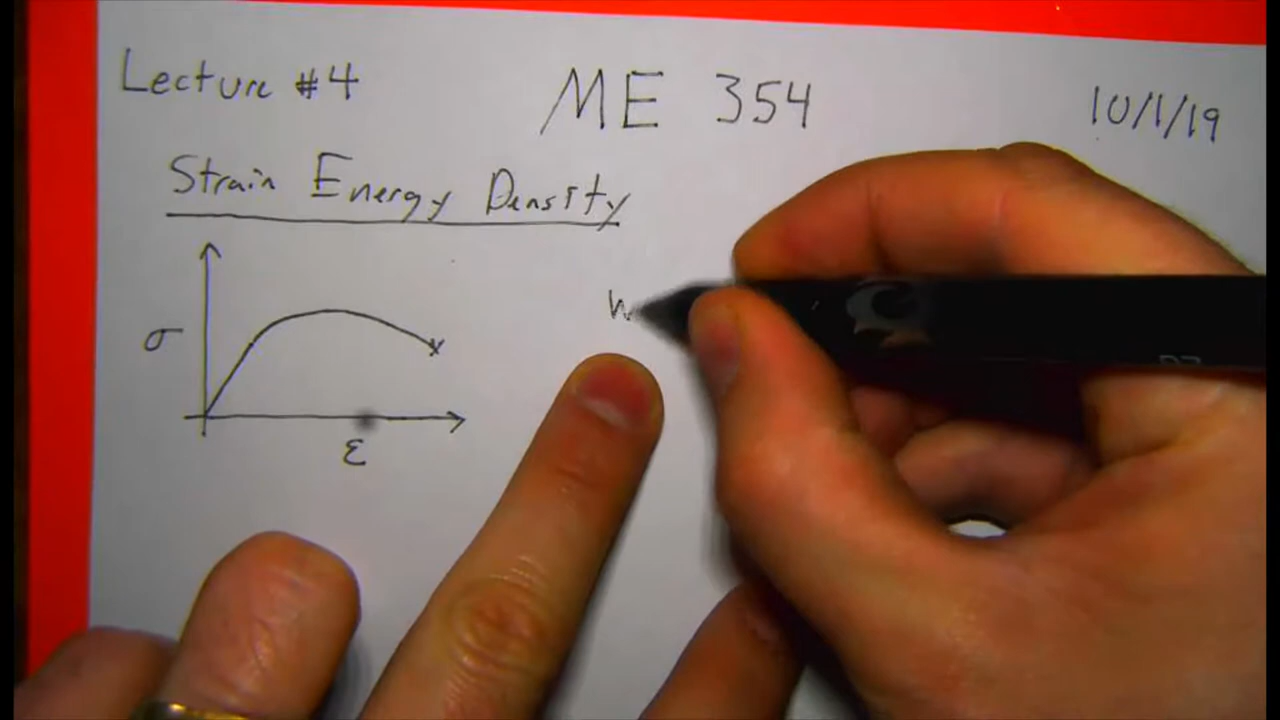 Lecture #4 ME 354 10/1/19
Strain Energy Density
σ
ε